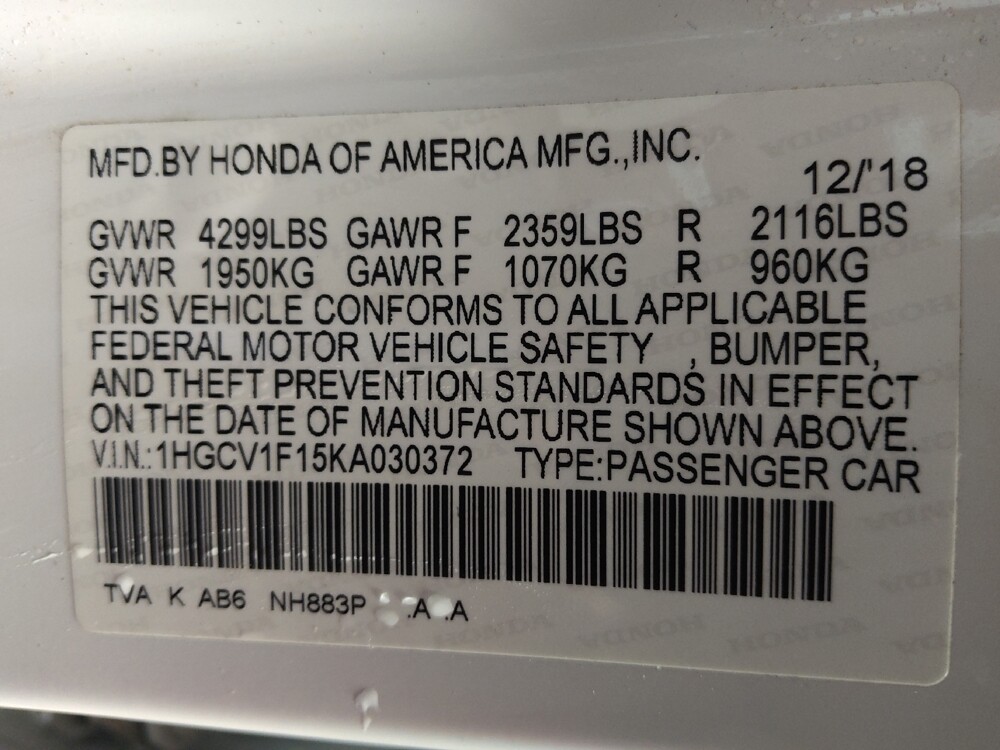 MFD.BY HONDA OF AMERICA MFG.,INC.
12/'18
GVWR 4299LBS GAWR F 2359LBS R 2116LBS
GVWR 1950KG GAWR F 1070KG R 960KG
THIS VEHICLE CONFORMS TO ALL APPLICABLE
FEDERAL MOTOR VEHICLE SAFETY , BUMPER,
AND THEFT PREVENTION STANDARDS IN EFFECT
ON THE DATE OF MANUFACTURE SHOWN ABOVE.
V.I.N.:1HGCV1F15KA030372 TYPE:PASSENGER CAR
TVA K AB6 NH883P .A .A